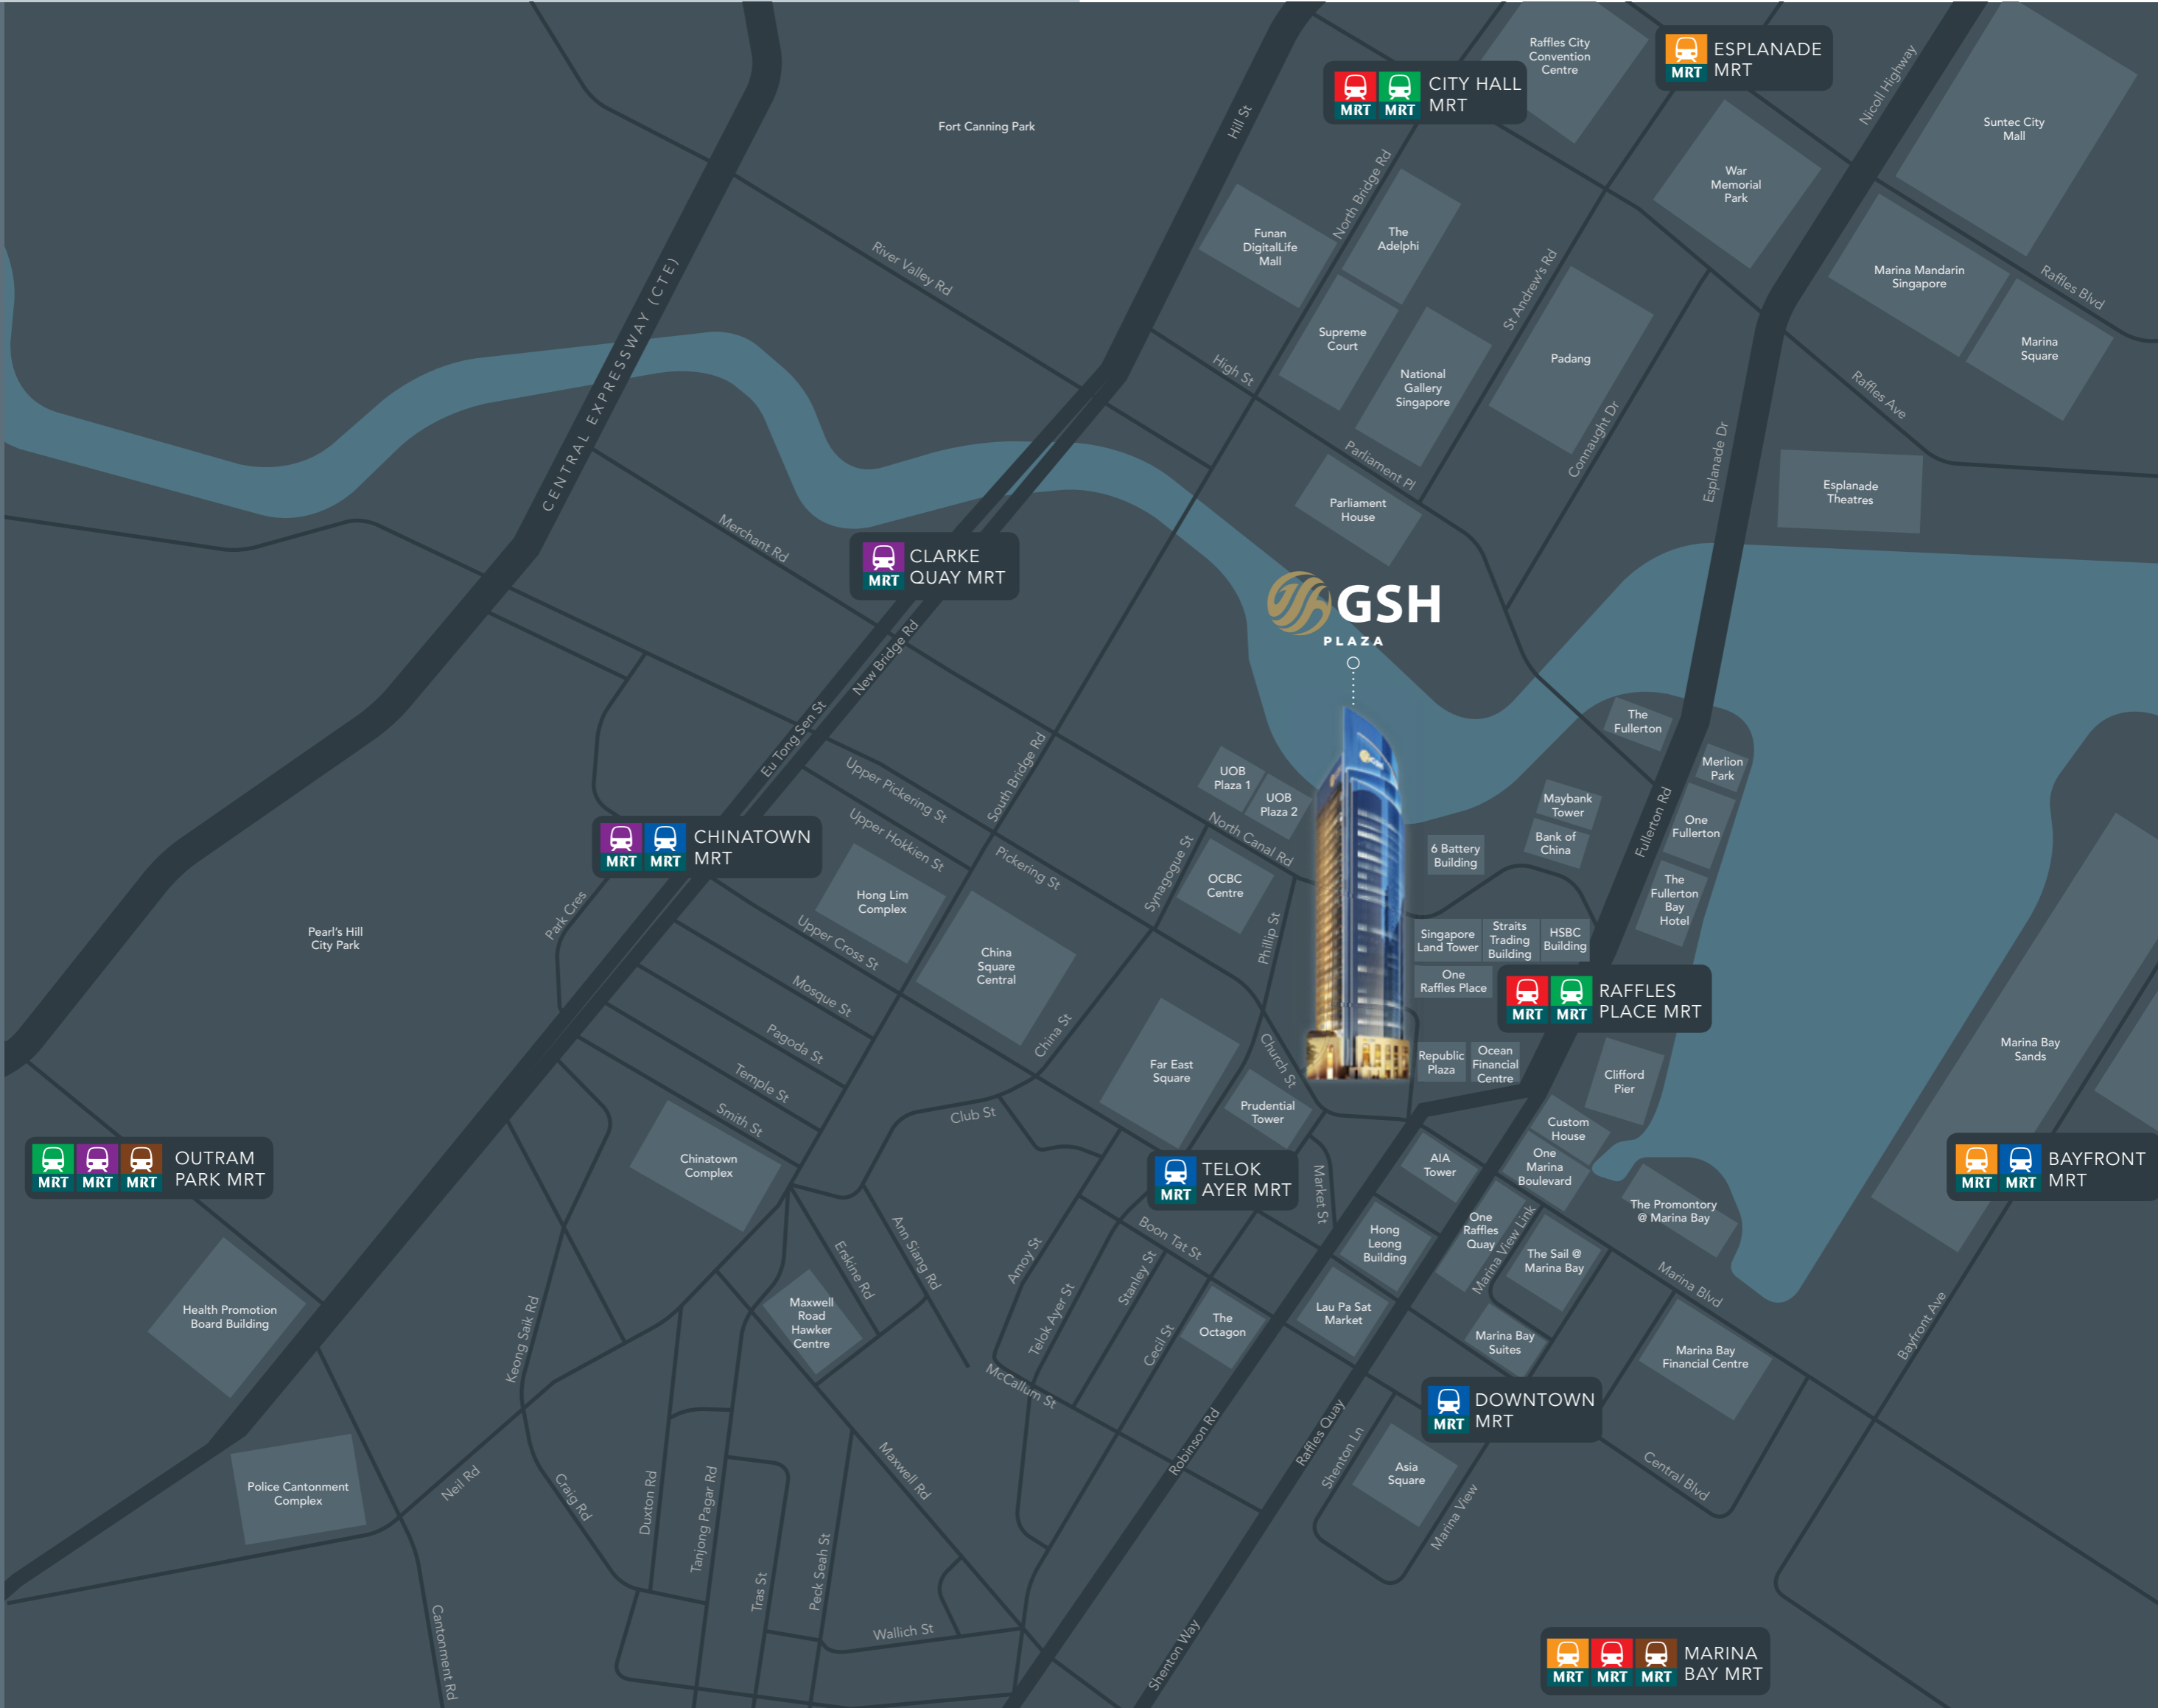 Raffles City
Convention
Centre
ESPLANADE
MRT
MRT
CITY HALL
MRT
MRT
MRT
Nicoll Highway
Suntec City
Mall
Fort Canning Park
Hill St
North Bridge Rd
War
Memorial
Park
Funan
DigitalLife
Mall
The
Adelphi
River Valley Rd
St Andrew's Rd
Marina Mandarin
Singapore
Raffles Blvd
CENTRAL EXPRESSWAY (CTE)
Supreme
Court
Padang
Marina
Square
High St
National
Gallery
Singapore
Raffles Ave
Connaught Dr
Esplanade Dr
Parliament Pl
Esplanade
Theatres
Parliament
House
Merchant Rd
CLARKE
QUAY MRT
MRT
GSH
PLAZA
New Bridge Rd
Eu Tong Sen St
The
Fullerton
Merlion
Park
South Bridge Rd
Upper Pickering St
UOB
Plaza 1
UOB
Plaza 2
Maybank
Tower
Bank of
China
Fullerton Rd
One
Fullerton
Upper Hokkien St
North Canal Rd
CHINATOWN
MRT
MRT
MRT
Pickering St
Synagogue St
6 Battery
Building
OCBC
Centre
The
Fullerton
Bay
Hotel
Hong Lim
Complex
Park Cres
Pearl's Hill
City Park
Upper Cross St
China
Square
Central
Phillip St
Singapore
Land Tower
Straits
Trading
Building
HSBC
Building
One
Raffles Place
RAFFLES
PLACE MRT
MRT
MRT
Mosque St
Pagoda St
China St
Church St
Marina Bay
Sands
Far East
Square
Republic
Plaza
Ocean
Financial
Centre
Clifford
Pier
Temple St
Smith St
Club St
Prudential
Tower
Custom
House
OUTRAM
PARK MRT
MRT
MRT
MRT
Chinatown
Complex
TELOK
AYER MRT
MRT
Market St
AIA
Tower
One
Marina
Boulevard
BAYFRONT
MRT
MRT
MRT
The Promontory
@ Marina Bay
Ann Siang Rd
Erskine Rd
Amoy St
Boon Tat St
Stanley St
Hong
Leong
Building
One
Raffles
Quay
Marina View Link
The Sail @
Marina Bay
Marina Blvd
Health Promotion
Board Building
Keong Saik Rd
Maxwell
Road
Hawker
Centre
Telok Ayer St
Cecil St
The
Octagon
Lau Pa Sat
Market
Marina Bay
Suites
Marina Bay
Financial Centre
Bayfront Ave
McCallum St
DOWNTOWN
MRT
MRT
Robinson Rd
Raffles Quay
Shenton Ln
Asia
Square
Central Blvd
Police Cantonment
Complex
Neil Rd
Craig Rd
Duxton Rd
Tanjong Pagar Rd
Maxwell Rd
Marina View
Tras St
Peck Seah St
Cantonment Rd
Wallich St
Shenton Way
MARINA
BAY MRT
MRT
MRT
MRT